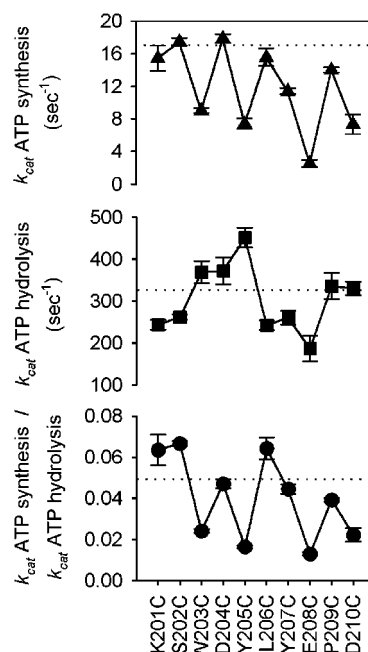 k_cat ATP synthesis
(sec⁻¹)
20
16
12
8
4
0
k_cat ATP hydrolysis
(sec⁻¹)
500
400
300
200
100
k_cat ATP synthesis /
k_cat ATP hydrolysis
0.08
0.06
0.04
0.02
0.00
K201C
S202C
W203C
D204C
Y205C
L206C
Y207C
E208C
P209C
D210C